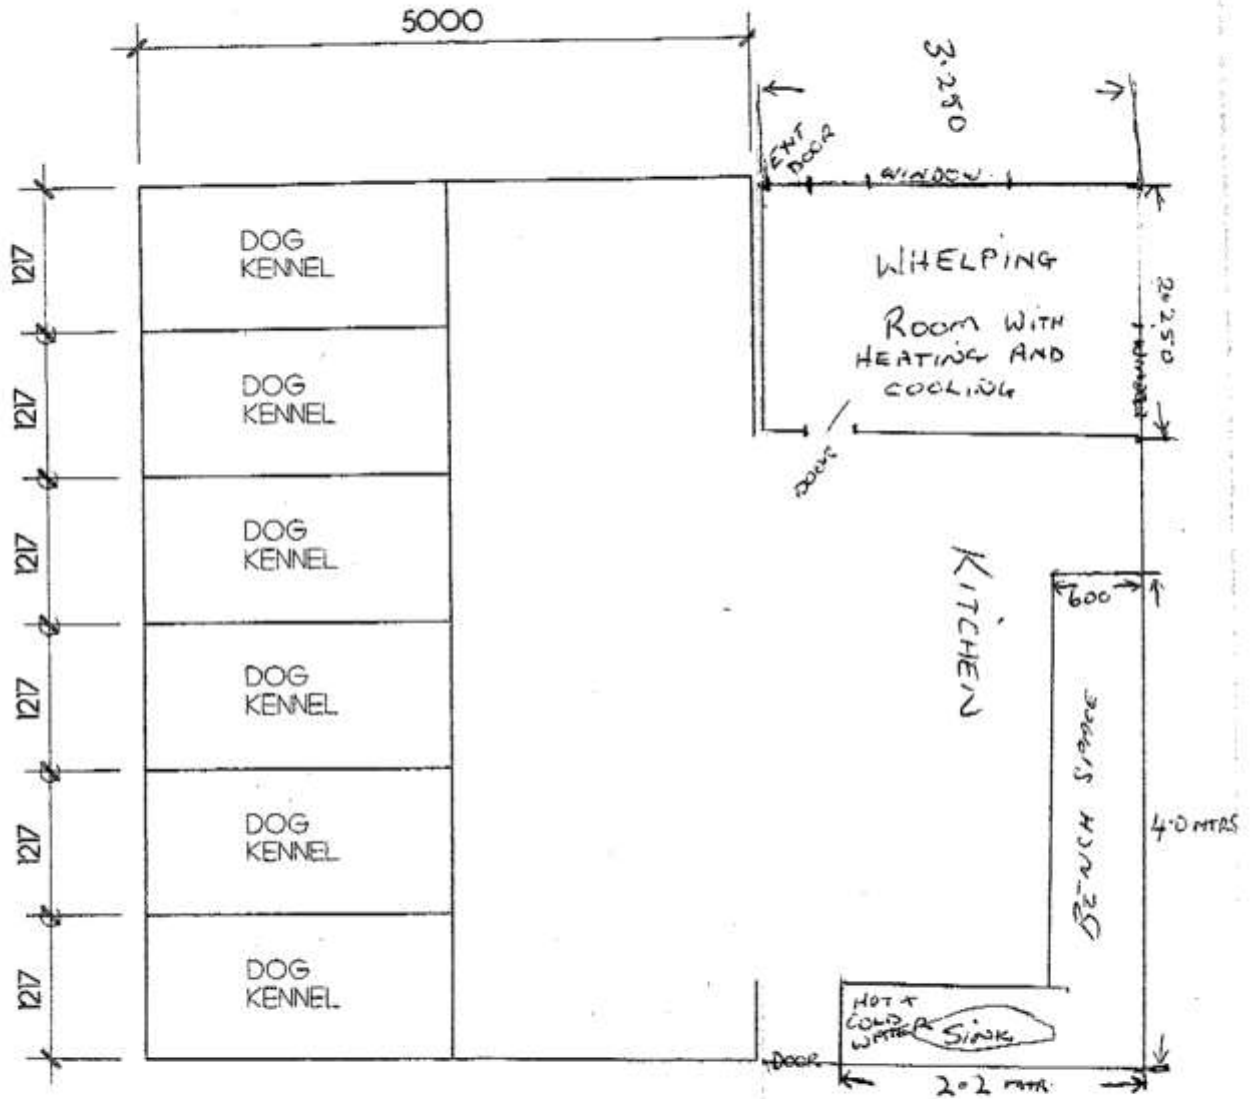 5000
3.250
EXT
DOOR
WINDOW
1217
DOG
KENNEL
WHELPING
ROOM WITH
HEATING AND
COOLING
2.250
WINDOW
1217
DOG
KENNEL
DOOR
1217
DOG
KENNEL
KITCHEN
600
1217
DOG
KENNEL
BENCH SPACE
4.0 MTRS
1217
DOG
KENNEL
1217
DOG
KENNEL
HOT +
COLD
WATER
SINK
DOOR
2.2 MTR